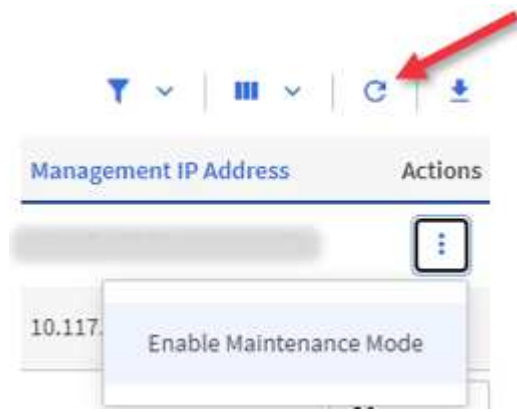 Management IP Address Actions
10.117.
Enable Maintenance Mode